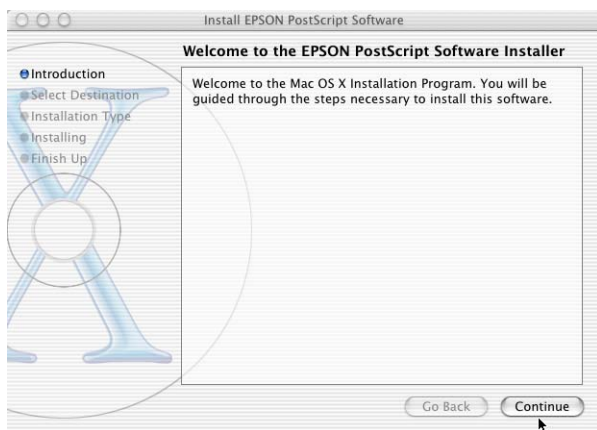 Install EPSON PostScript Software
Welcome to the EPSON PostScript Software Installer
Introduction
Select Destination
Installation Type
Installing
Finish Up
Welcome to the Mac OS X Installation Program. You will be
guided through the steps necessary to install this software.
Go Back
Continue